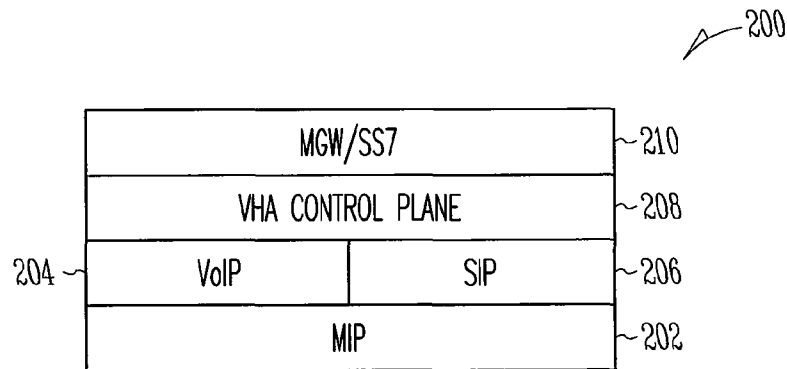 200
MGW/SS7 210
VHA CONTROL PLANE 208
204 VoIP SIP 206
MIP 202